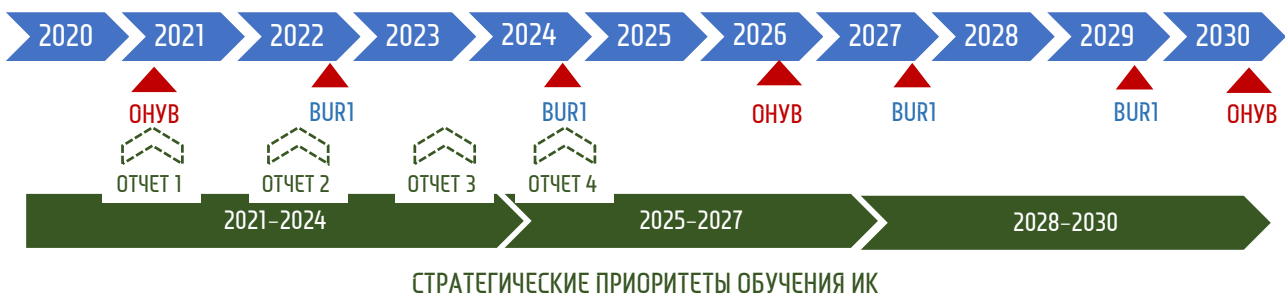 2020 2021 2022 2023 2024 2025 2026 2027 2028 2029 2030
ОНУВ BUR1 BUR1 ОНУВ BUR1 BUR1 ОНУВ
ОТЧЕТ 1 ОТЧЕТ 2 ОТЧЕТ 3 ОТЧЕТ 4
2021–2024 2025–2027 2028–2030
СТРАТЕГИЧЕСКИЕ ПРИОРИТЕТЫ ОБУЧЕНИЯ ИК